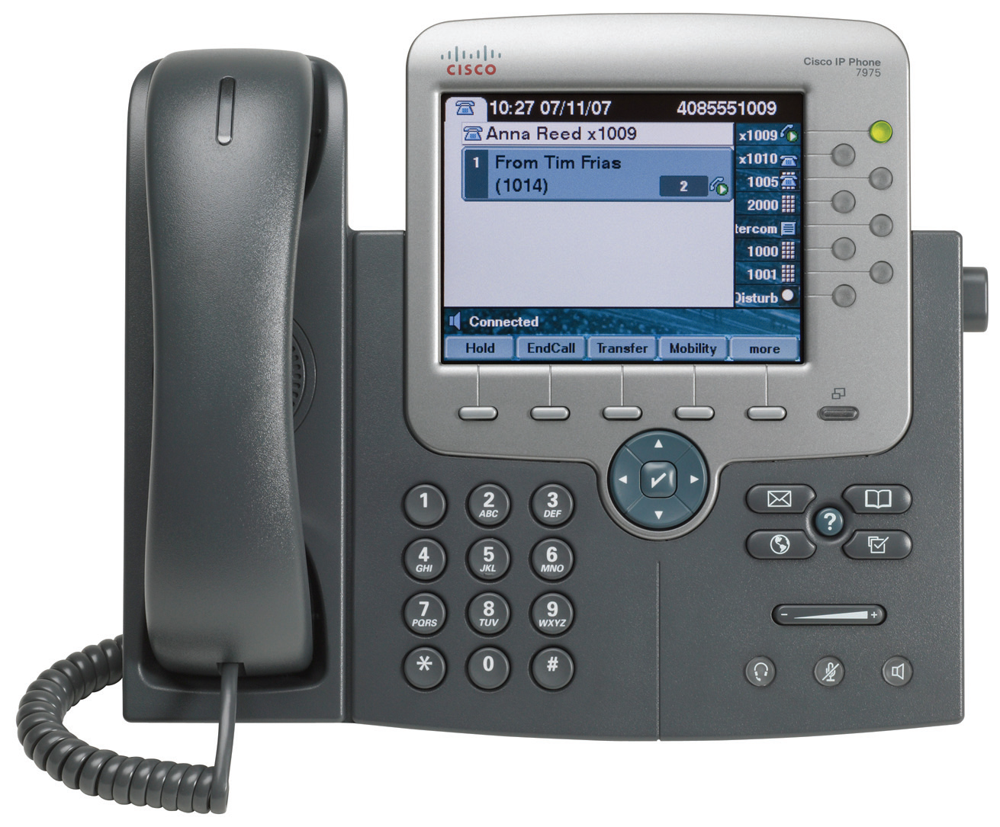 CISCO
Cisco IP Phone
7975
10:27 07/11/07 4085551009
Anna Reed x1009
1 From Tim Frias
(1014) 2
x1009
x1010
1005
2000
tercom
1000
1001
Disturb
Connected
Hold EndCall Transfer Mobility more
1 2 3
ABC DEF
4 5 6
GHI JKL MNO
7 8 9
PQRS TUV WXYZ
* 0 #
?
- +